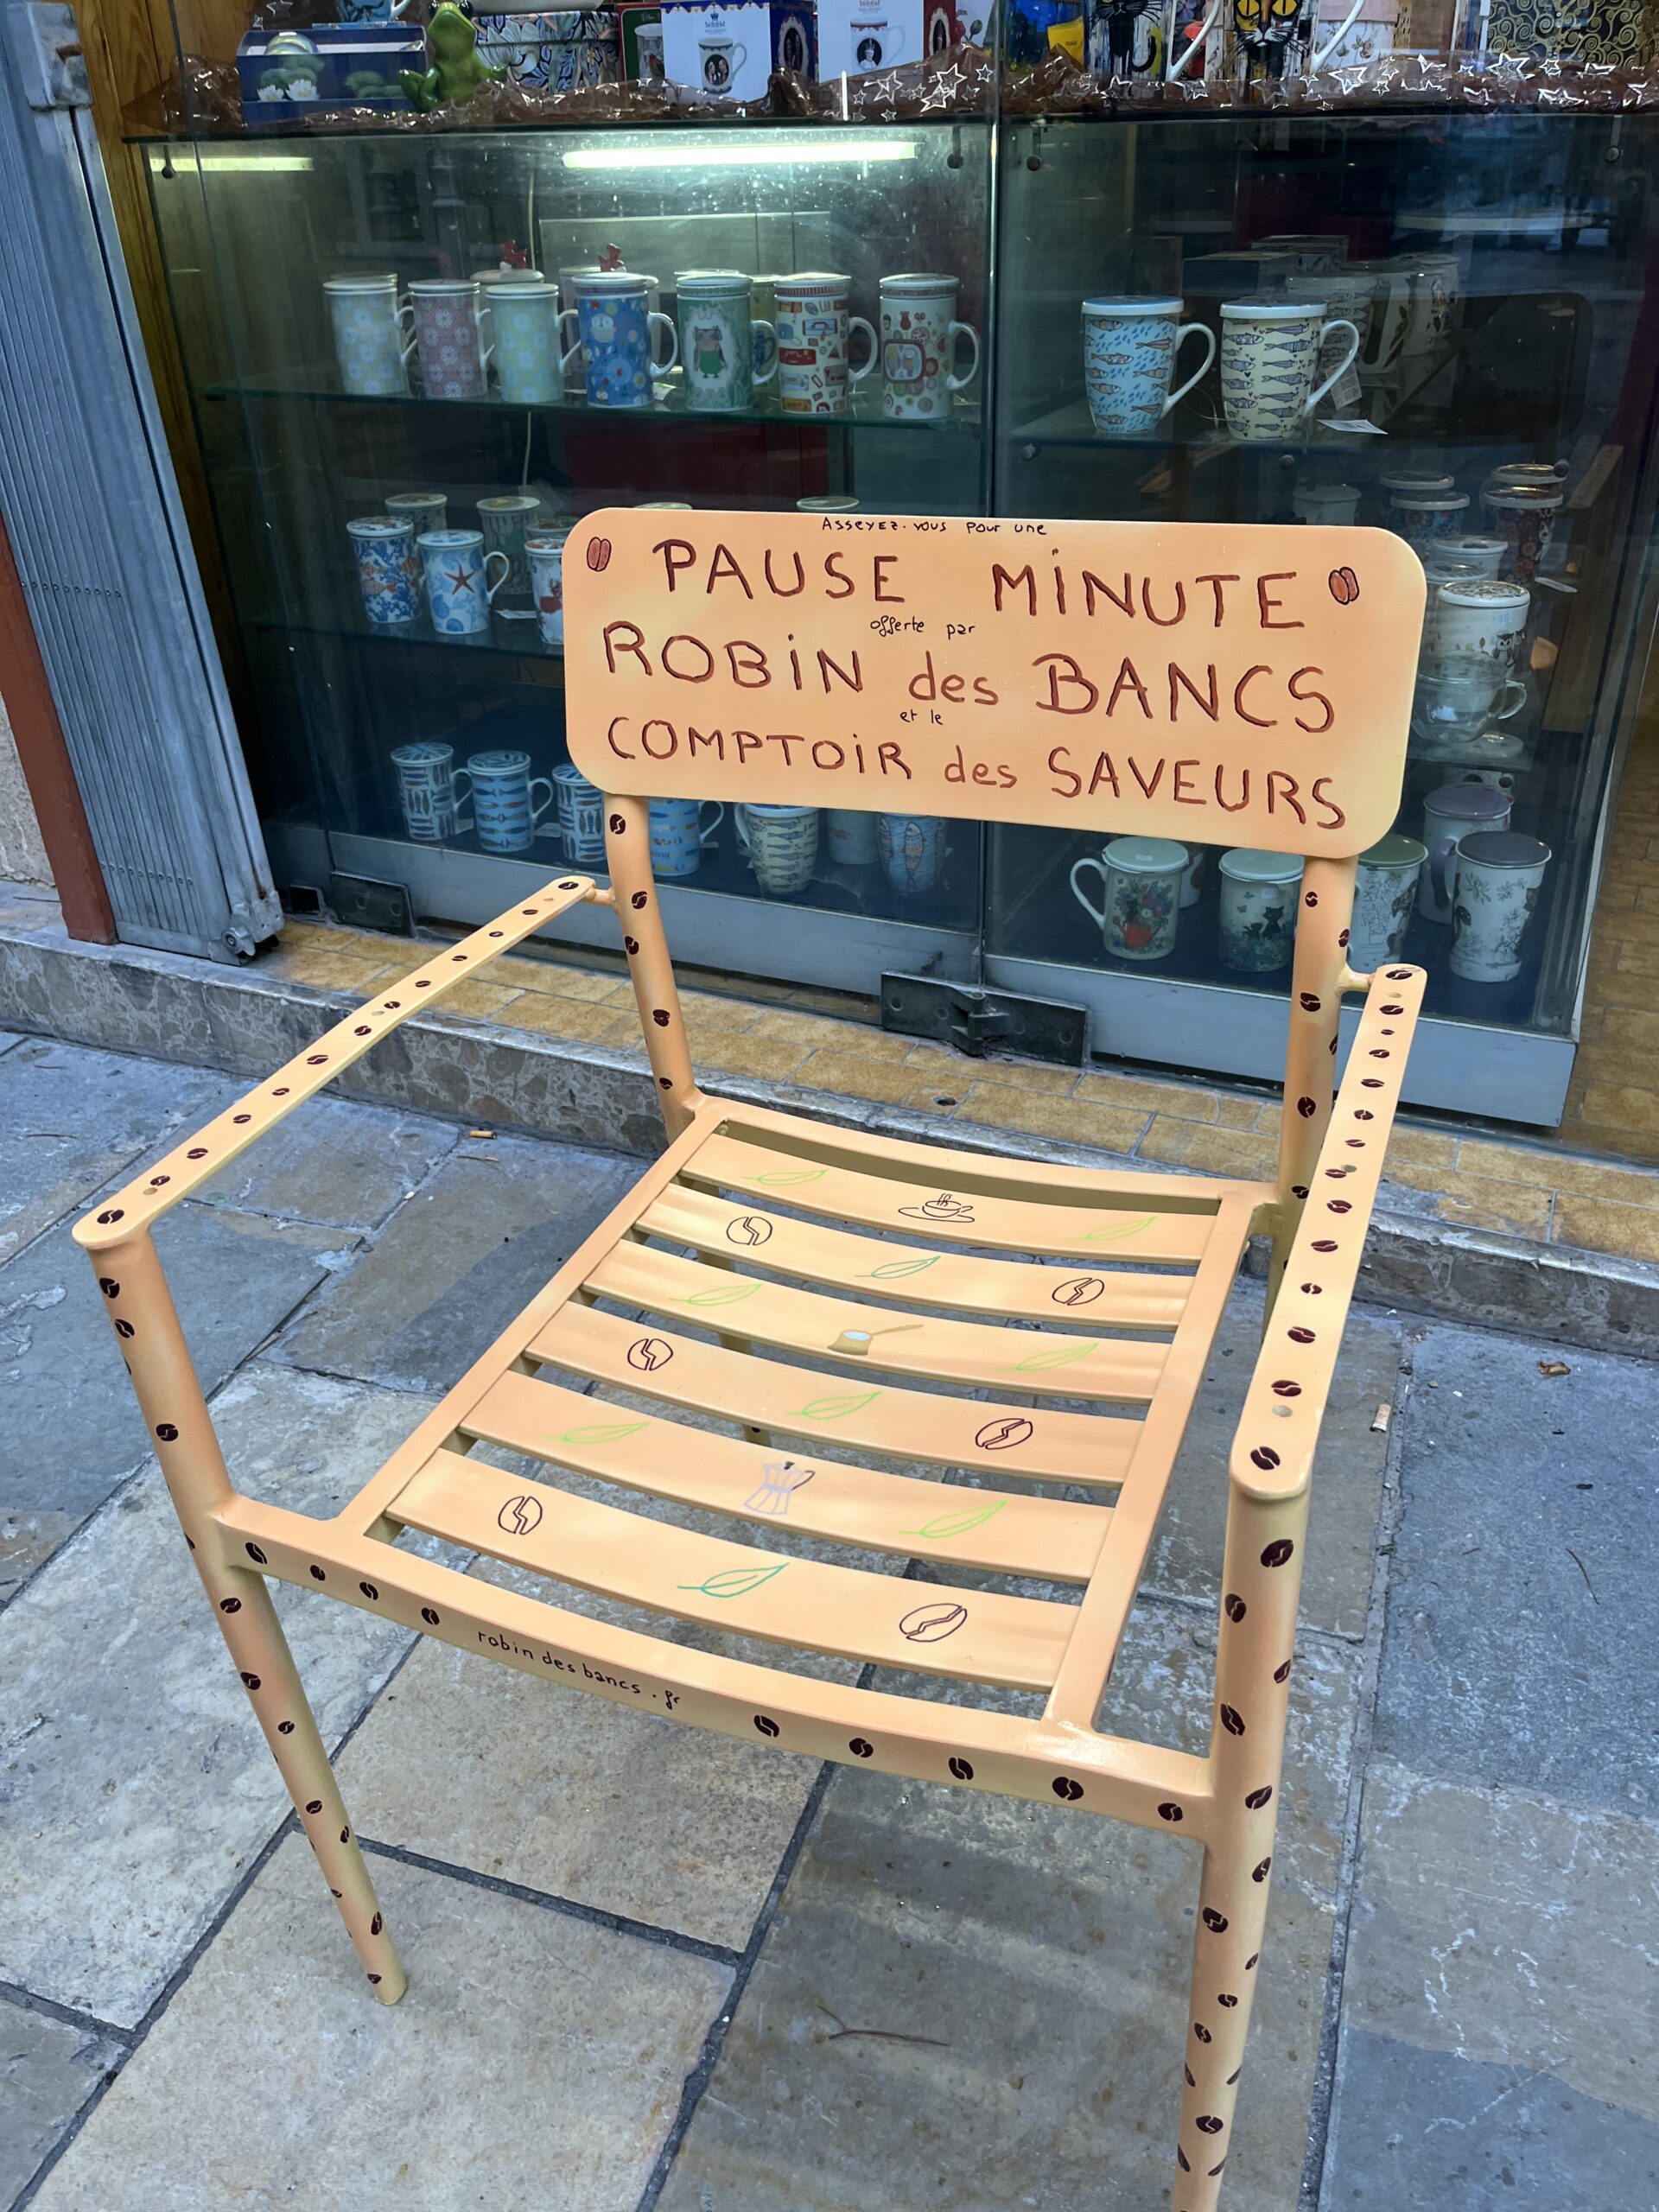 Asseyez-vous pour une
PAUSE MiNUTE
offerte par
ROBiN des BANCS
et le
COMPTOiR des SAVEURS
robin des bancs . fr